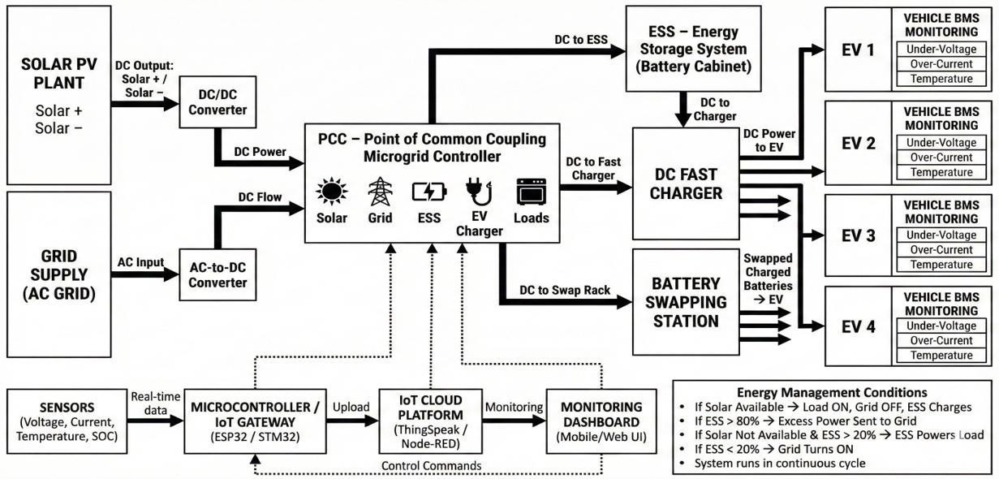 SOLAR PV
PLANT
Solar +
Solar –
DC Output:
Solar + /
Solar –
DC/DC
Converter
DC Power
GRID
SUPPLY
(AC GRID)
AC Input
AC-to-DC
Converter
DC Flow
PCC – Point of Common Coupling
Microgrid Controller
Solar
Grid
ESS
EV
Charger
Loads
DC to ESS
ESS – Energy
Storage System
(Battery Cabinet)
DC to
Charger
DC to Fast
Charger
DC FAST
CHARGER
DC Power
to EV
DC to Swap Rack
BATTERY
SWAPPING
STATION
Swapped
Charged
Batteries
→ EV
EV 1
VEHICLE BMS
MONITORING
Under-Voltage
Over-Current
Temperature
EV 2
VEHICLE BMS
MONITORING
Under-Voltage
Over-Current
Temperature
EV 3
VEHICLE BMS
MONITORING
Under-Voltage
Over-Current
Temperature
EV 4
VEHICLE BMS
MONITORING
Under-Voltage
Over-Current
Temperature
SENSORS
(Voltage, Current,
Temperature, SOC)
Real-time
data
MICROCONTROLLER /
IoT GATEWAY
(ESP32 / STM32)
Upload
IoT CLOUD
PLATFORM
(ThingSpeak /
Node-RED)
Monitoring
MONITORING
DASHBOARD
(Mobile/Web UI)
Control Commands
Energy Management Conditions
• If Solar Available → Load ON, Grid OFF, ESS Charges
• If ESS > 80% → Excess Power Sent to Grid
• If Solar Not Available & ESS > 20% → ESS Powers Load
• If ESS < 20% → Grid Turns ON
• System runs in continuous cycle